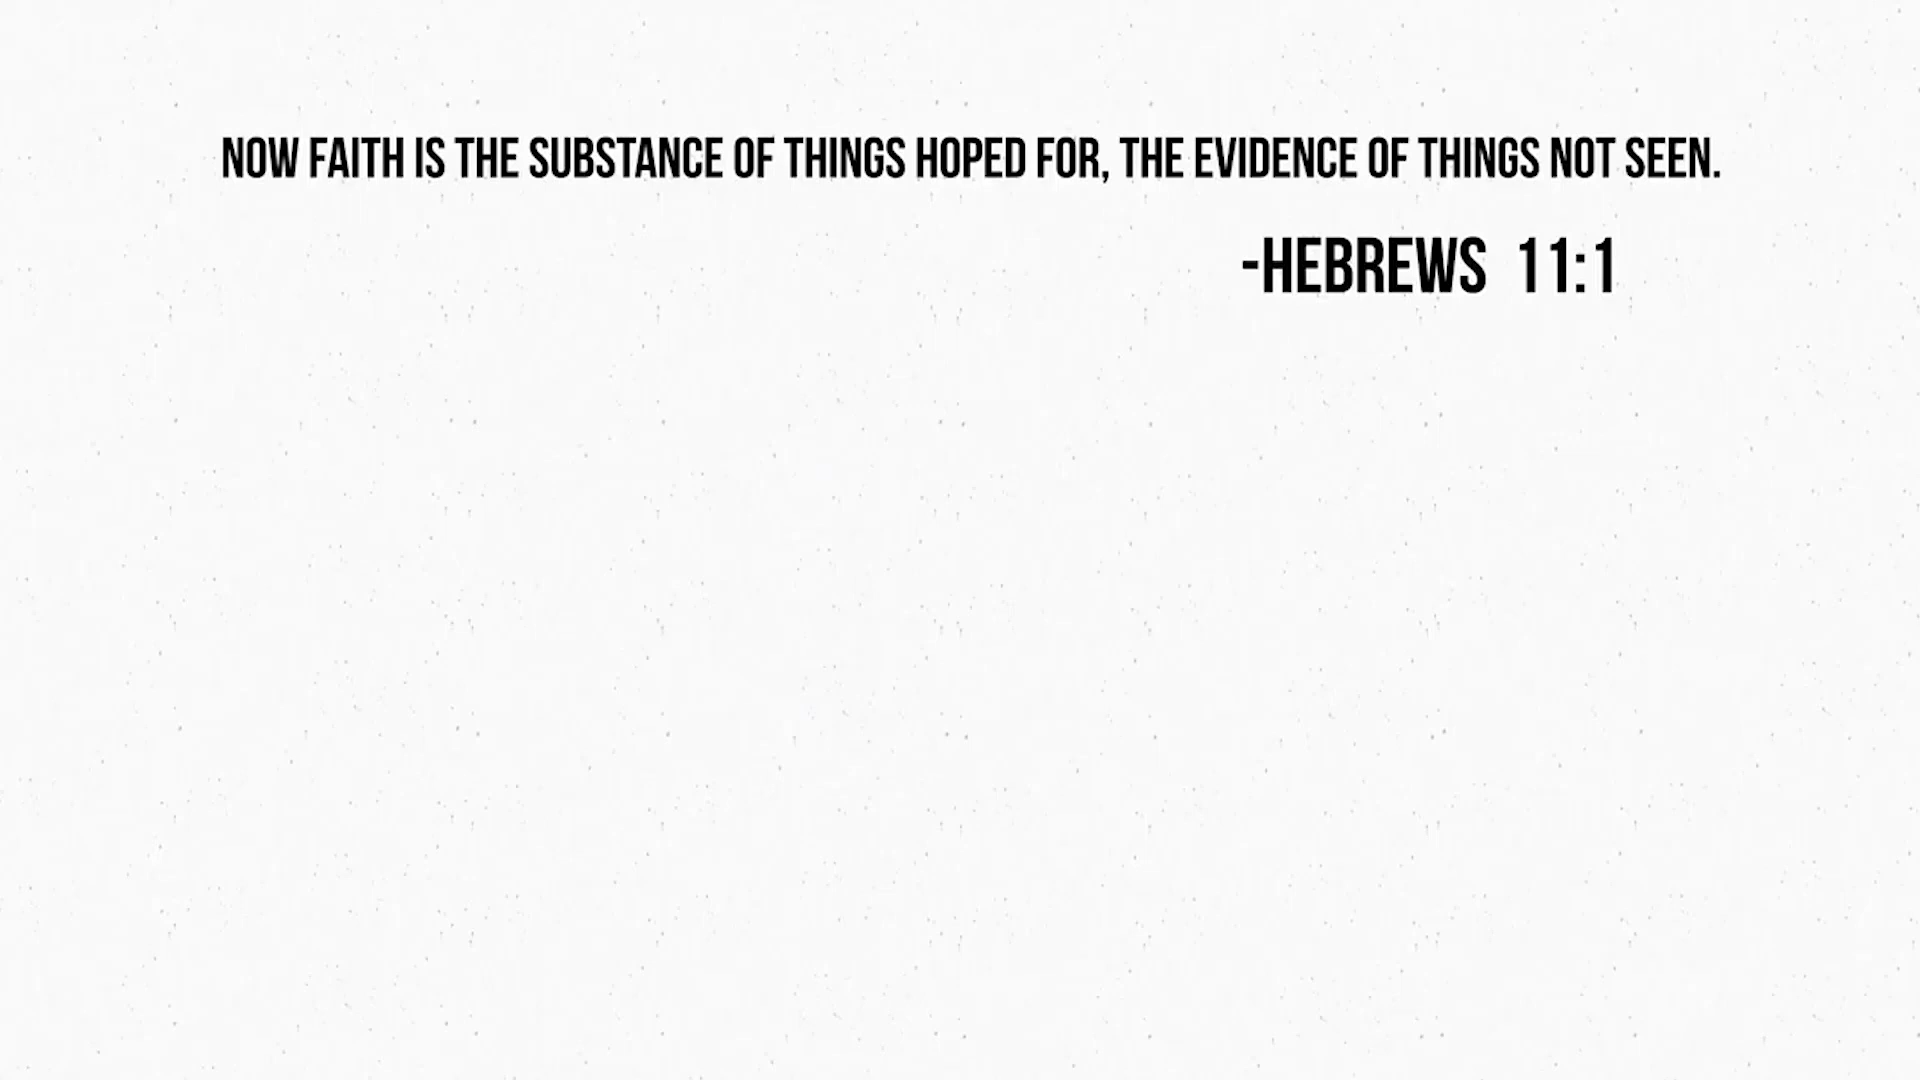 NOW FAITH IS THE SUBSTANCE OF THINGS HOPED FOR, THE EVIDENCE OF THINGS NOT SEEN.
-HEBREWS 11:1